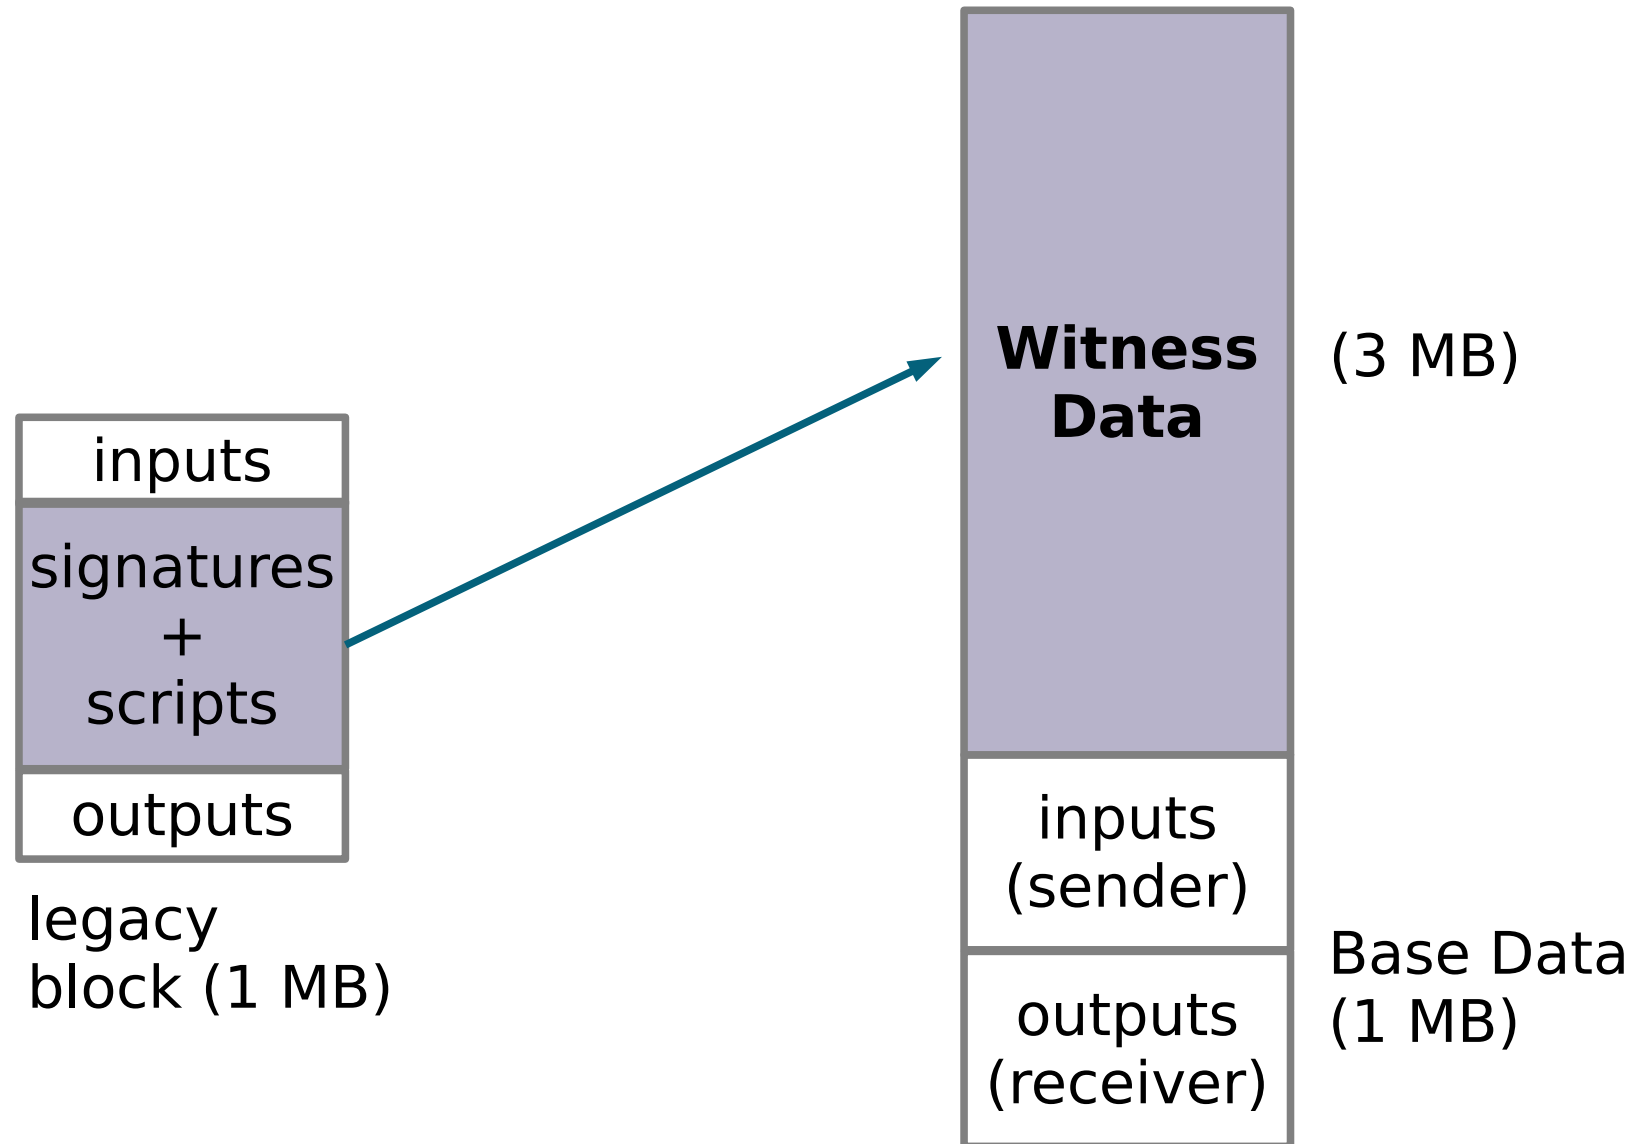 inputs
signatures
+
scripts
outputs
legacy
block (1 MB)
Witness
Data
(3 MB)
inputs
(sender)
outputs
(receiver)
Base Data
(1 MB)